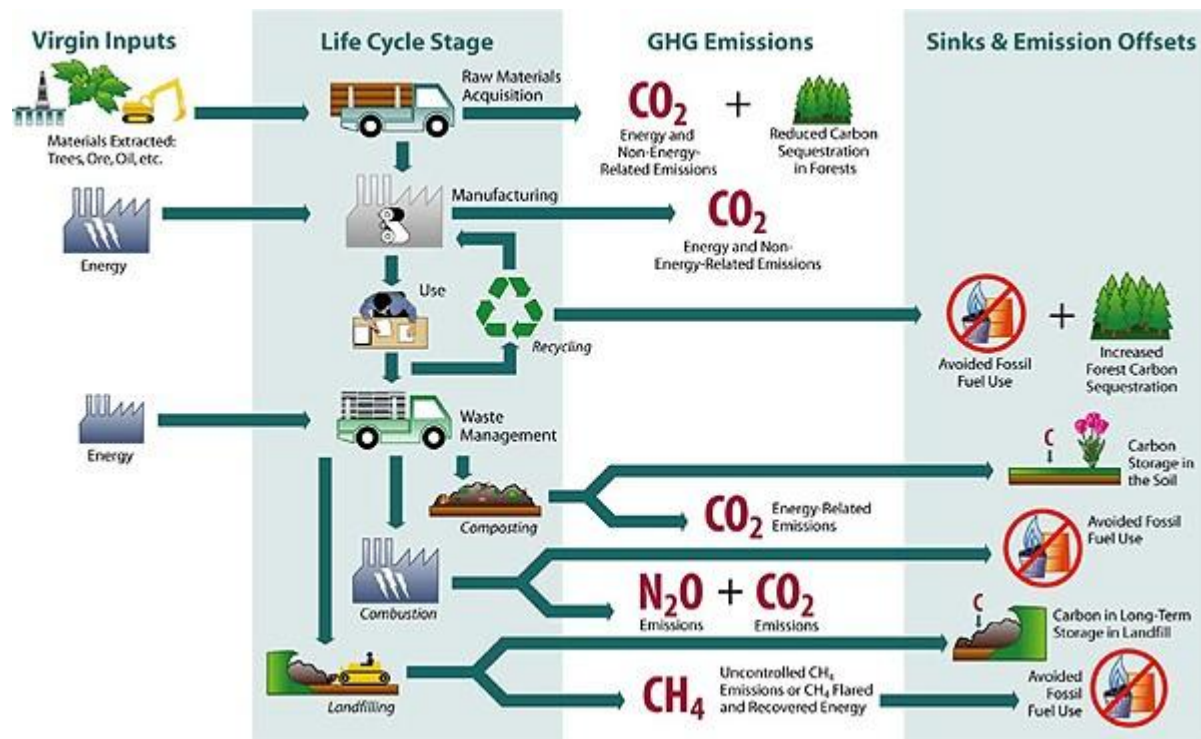 Virgin Inputs
Life Cycle Stage
GHG Emissions
Sinks & Emission Offsets
Materials Extracted:
Trees, Ore, Oil, etc.
Raw Materials
Acquisition
CO₂
Energy and
Non-Energy-
Related Emissions
+
Reduced Carbon
Sequestration
in Forests
Energy
Manufacturing
CO₂
Energy and Non-
Energy-Related Emissions
Use
Recycling
Avoided Fossil
Fuel Use
+
Increased
Forest Carbon
Sequestration
Energy
Waste
Management
Composting
C
Carbon
Storage in
the Soil
CO₂
Energy-Related
Emissions
Combustion
Avoided Fossil
Fuel Use
N₂O + CO₂
Emissions
Emissions
Landfilling
C
Carbon in Long-Term
Storage in Landfill
CH₄
Uncontrolled CH₄
Emissions or CH₄ Flared
and Recovered Energy
Avoided
Fossil
Fuel Use